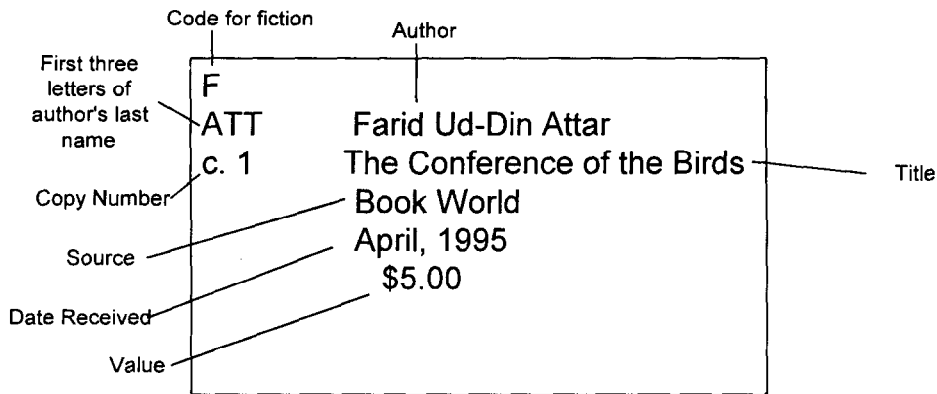 Code for fiction
Author
First three
letters of
author's last
name
F
ATT
Farid Ud-Din Attar
c. 1
The Conference of the Birds
Title
Copy Number
Book World
Source
April, 1995
$5.00
Date Received
Value